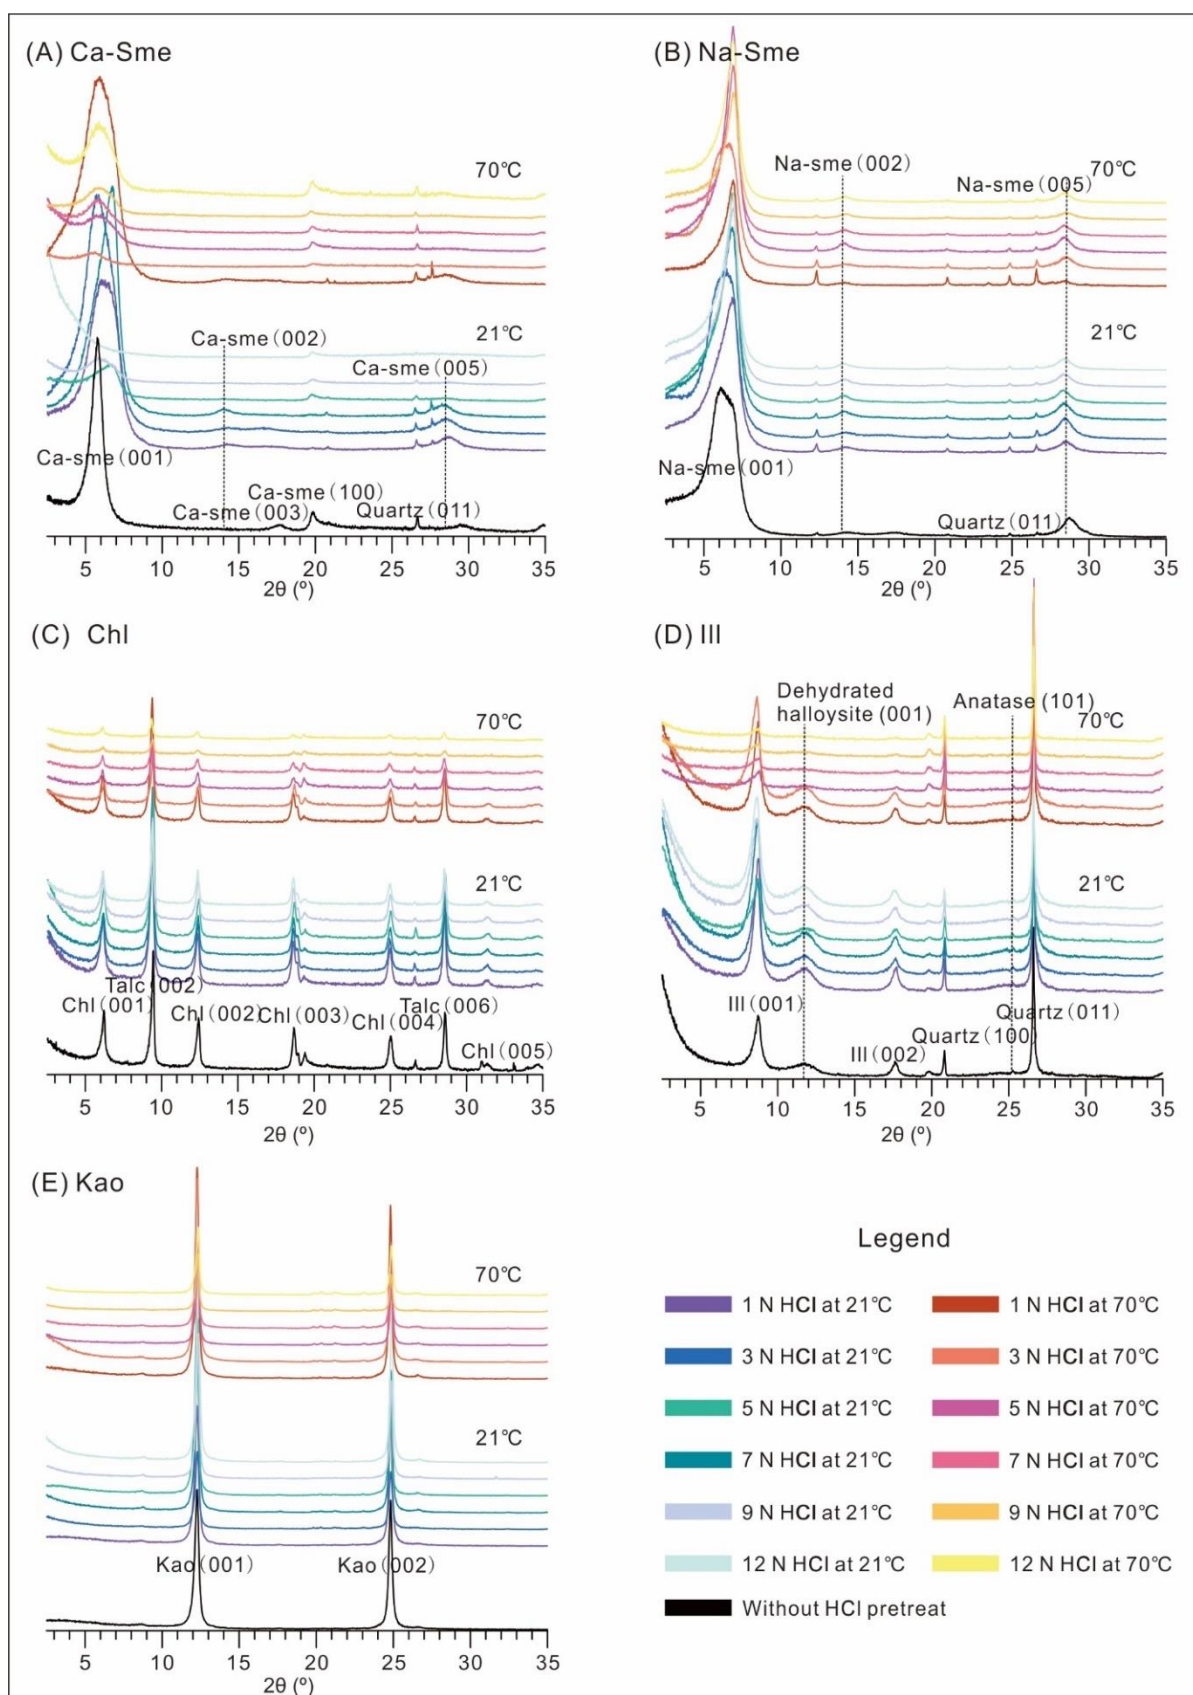 (A) Ca-Sme
70℃
21℃
Ca-sme(002)
Ca-sme(005)
Ca-sme(001)
Ca-sme(100)
Ca-sme(003)
Quartz(011)
5 10 15 20 25 30 35
2θ (º)
(B) Na-Sme
Na-sme(002)
70℃
Na-sme(005)
21℃
Na-sme(001)
Quartz(011)
5 10 15 20 25 30 35
2θ (º)
(C) Chl
70℃
21℃
Talc(002)
Chl(001)
Chl(002)
Chl(003)
Chl(004)
Talc(006)
Chl(005)
5 10 15 20 25 30 35
2θ (º)
(D) Ill
Dehydrated
halloysite(001)
Anatase(101)
70℃
21℃
Ill(001)
Ill(002)
Quartz(100)
Quartz(011)
5 10 15 20 25 30 35
2θ (º)
(E) Kao
70℃
21℃
Kao(001)
Kao(002)
5 10 15 20 25 30 35
2θ (º)
Legend
1 N HCl at 21℃
1 N HCl at 70℃
3 N HCl at 21℃
3 N HCl at 70℃
5 N HCl at 21℃
5 N HCl at 70℃
7 N HCl at 21℃
7 N HCl at 70℃
9 N HCl at 21℃
9 N HCl at 70℃
12 N HCl at 21℃
12 N HCl at 70℃
Without HCl pretreat